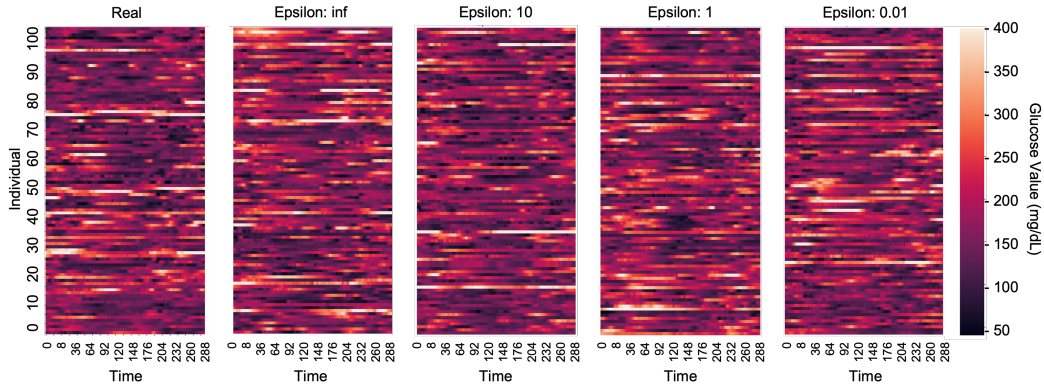 Real
Epsilon: inf
Epsilon: 10
Epsilon: 1
Epsilon: 0.01
Individual
100
90
80
70
60
50
40
30
20
10
0
0 8 36 64 92 120 148 176 204 232 260 288
0 8 36 64 92 120 148 176 204 232 260 288
0 8 36 64 92 120 148 176 204 232 260 288
0 8 36 64 92 120 148 176 204 232 260 288
0 8 36 64 92 120 148 176 204 232 260 288
Time
Time
Time
Time
Time
400
350
300
250
200
150
100
50
Glucose Value (mg/dL)